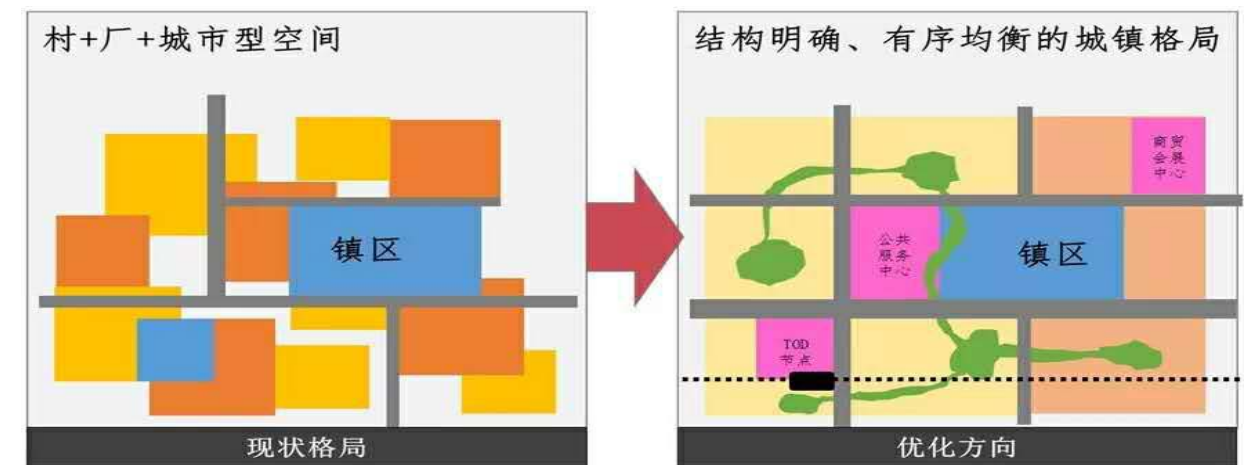 村+厂+城市型空间
镇区
现状格局
结构明确、有序均衡的城镇格局
商贸
会展
中心
公共
服务
中心
镇区
TOD
节点
优化方向